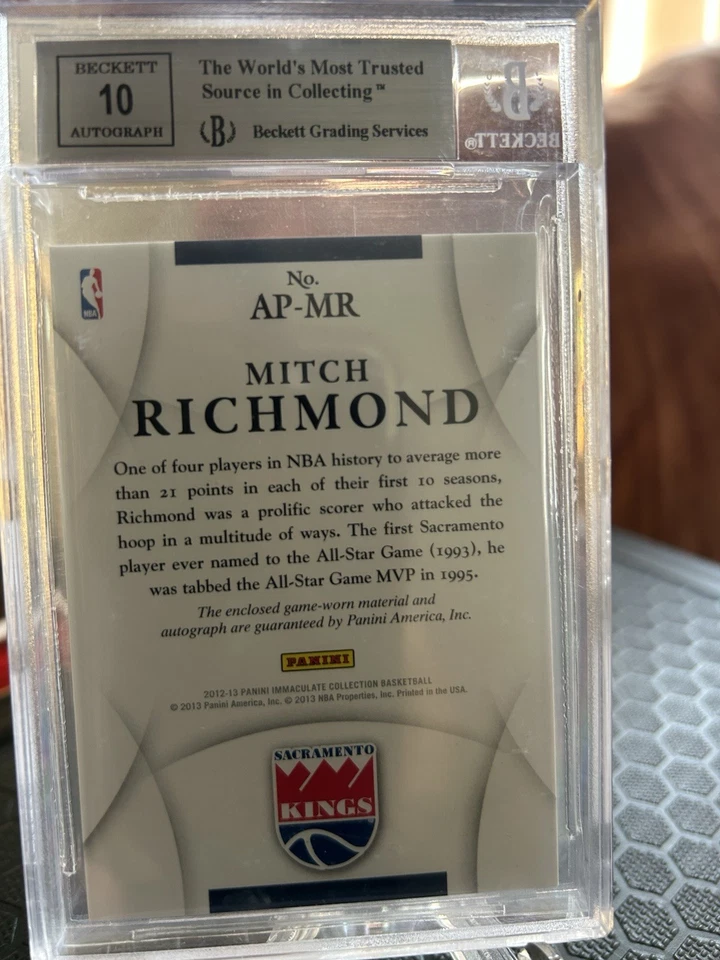 BECKETT
10
AUTOGRAPH
The World's Most Trusted
Source in Collecting™
B Beckett Grading Services
B
BECKETT®
NBA
No.
AP-MR
MITCH
RICHMOND
One of four players in NBA history to average more
than 21 points in each of their first 10 seasons,
Richmond was a prolific scorer who attacked the
hoop in a multitude of ways. The first Sacramento
player ever named to the All-Star Game (1993), he
was tabbed the All-Star Game MVP in 1995.
The enclosed game-worn material and
autograph are guaranteed by Panini America, Inc.
PANINI
2012-13 PANINI IMMACULATE COLLECTION BASKETBALL
© 2013 Panini America, Inc. © 2013 NBA Properties, Inc. Printed in the USA.
SACRAMENTO
KINGS